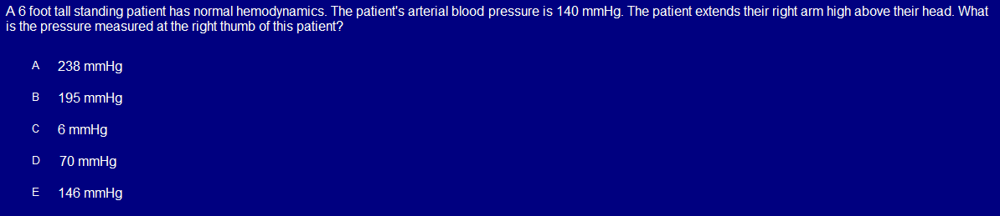 A 6 foot tall standing patient has normal hemodynamics. The patient's arterial blood pressure is 140 mmHg. The patient extends their right arm high above their head. What
is the pressure measured at the right thumb of this patient?
A 238 mmHg
B 195 mmHg
C 6 mmHg
D 70 mmHg
E 146 mmHg